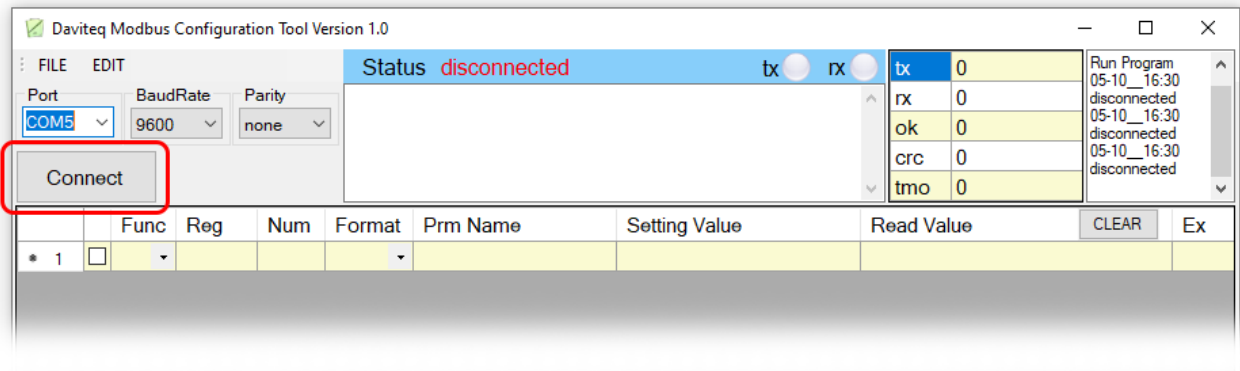 Daviteq Modbus Configuration Tool Version 1.0
FILE EDIT
Status disconnected tx rx
Port BaudRate Parity
COM5 9600 none
Connect
tx 0
rx 0
ok 0
crc 0
tmo 0
Run Program
05-10__16:30
disconnected
05-10__16:30
disconnected
05-10__16:30
disconnected
Func Reg Num Format Prm Name Setting Value Read Value CLEAR Ex
* 1